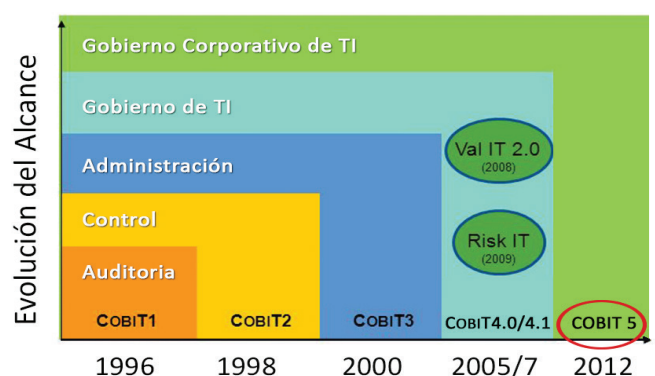 Evolución del Alcance
Gobierno Corporativo de TI
Gobierno de TI
Administración
Control
Auditoria
Val IT 2.0
(2008)
Risk IT
(2009)
COBIT1
COBIT2
COBIT3
COBIT4.0/4.1
COBIT 5
1996
1998
2000
2005/7
2012